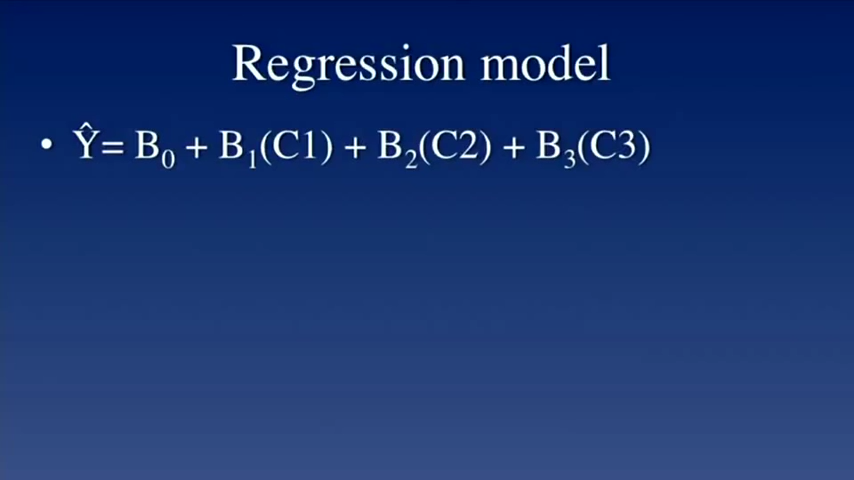 Regression model
• Ŷ= B₀ + B₁(C1) + B₂(C2) + B₃(C3)